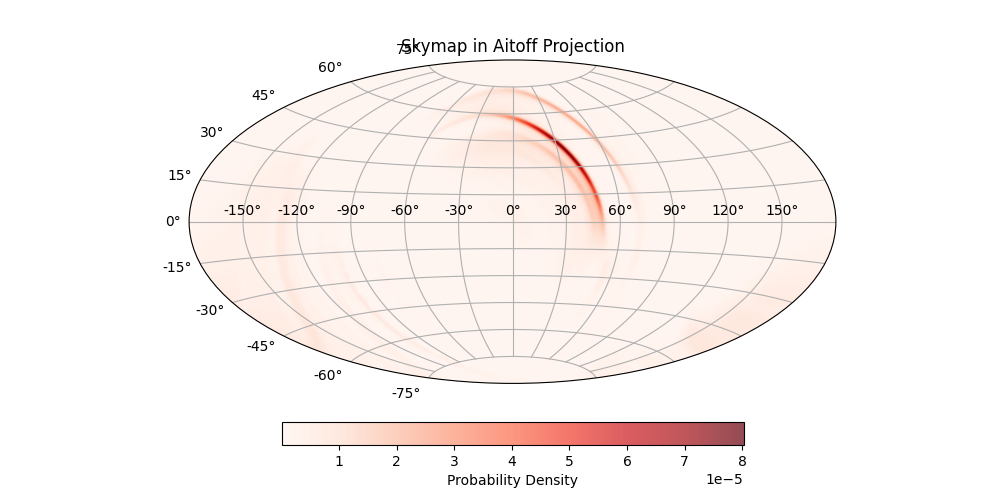 75°
Skymap in Aitoff Projection
60°
45°
30°
15°
-150° -120° -90° -60° -30° 0° 30° 60° 90° 120° 150°
0°
-15°
-30°
-45°
-60°
-75°
1 2 3 4 5 6 7 8
1e−5
Probability Density